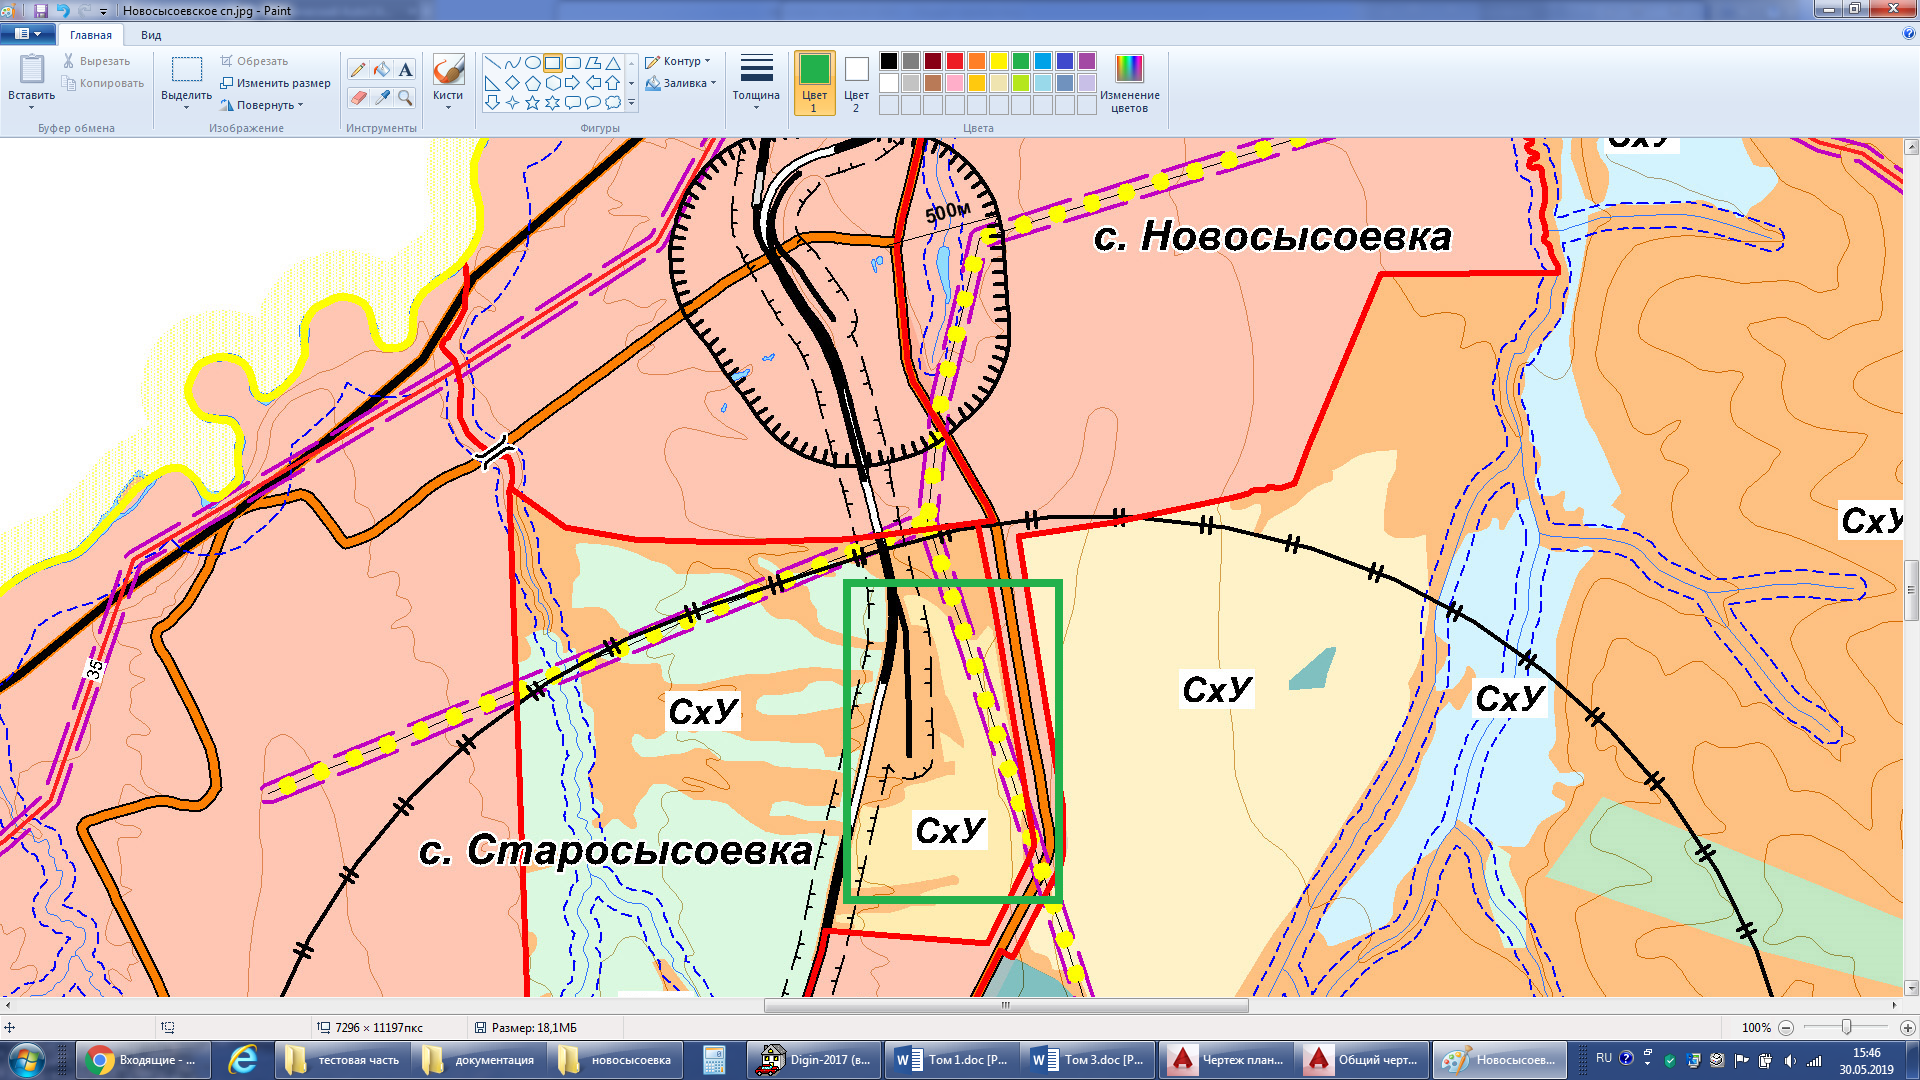 Новосысоевское сп.jpg - Paint
Главная
Вид
Вставить
Вырезать
Копировать
Буфер обмена
Выделить
Обрезать
Изменить размер
Повернуть
Изображение
A
Инструменты
Кисти
Контур
Заливка
Фигуры
Толщина
Цвет
1
Цвет
2
Изменение
цветов
Цвета
СхУ
500м
с. Новосысоевка
СхУ
35
СхУ
СхУ
СхУ
СхУ
с. Старосысоевка
7296 × 11197пкс
Размер: 18,1МБ
100%
Входящие - ...
тестовая часть
документация
новосысоевка
Digin-2017 (в...
Том 1.doc [Р...
Том 3.doc [Р...
Чертеж план...
Общий черт...
Новосысоев...
RU
15:46
30.05.2019